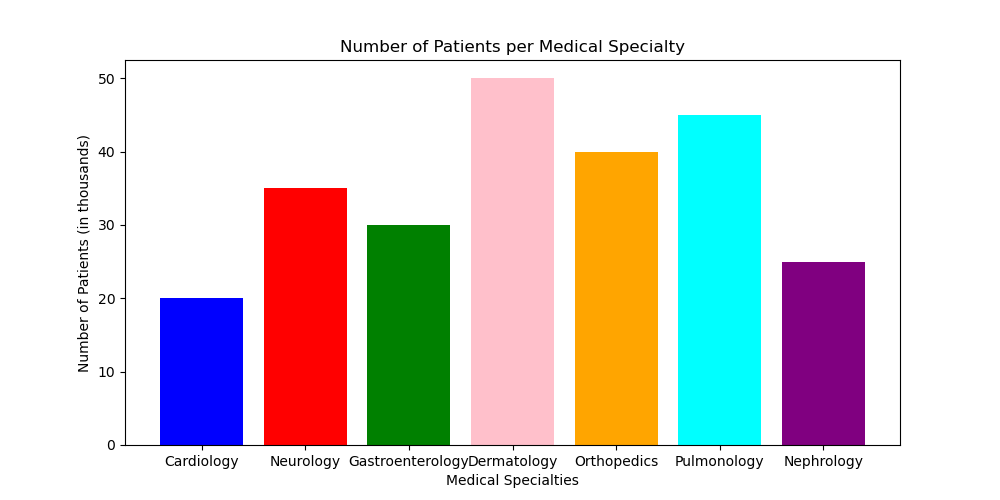 Number of Patients per Medical Specialty
Number of Patients (in thousands)
50
40
30
20
10
0
Cardiology Neurology Gastroenterology Dermatology Orthopedics Pulmonology Nephrology
Medical Specialties